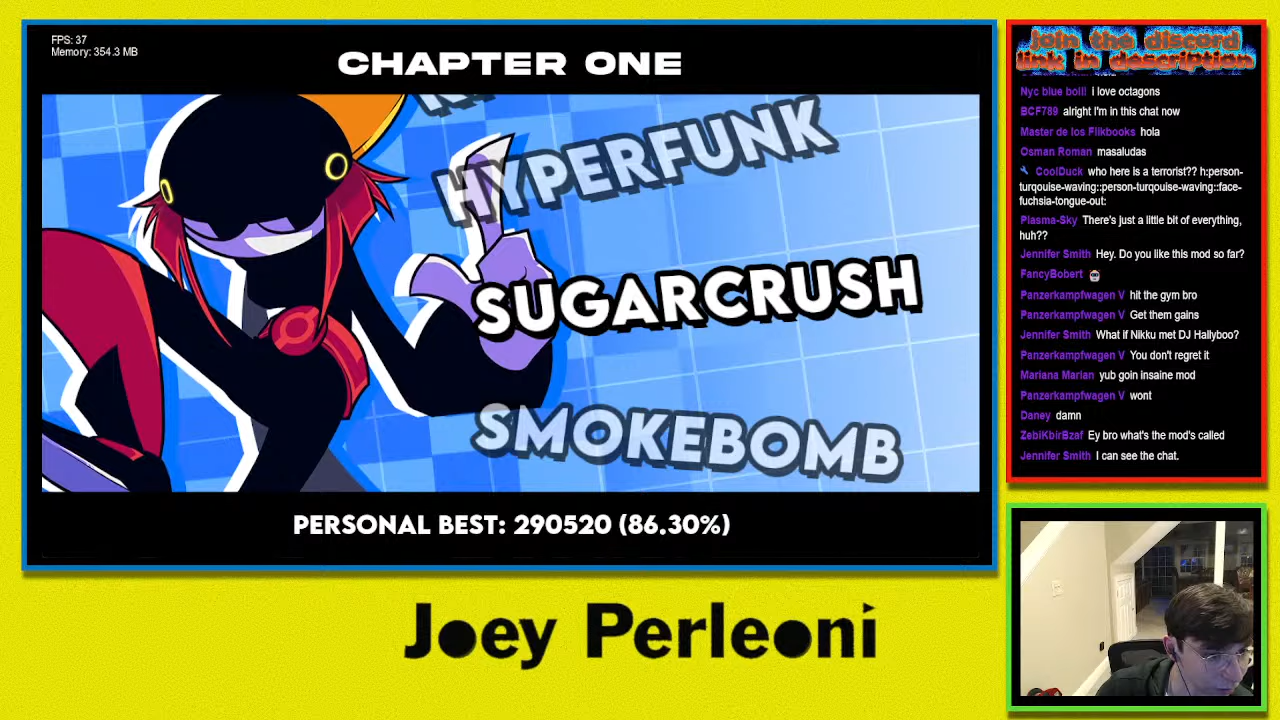 FPS: 37
Memory: 354.3 MB
CHAPTER ONE
HYPERFUNK
SUGARCRUSH
SMOKEBOMB
PERSONAL BEST: 290520 (86.30%)
Joey Perleoni
join the discord
link in description
Nyc blue boi!! i love octagons
BCF789 alright I'm in this chat now
Master de los Flikbooks hola
Osman Roman masaludas
CoolDuck who here is a terrorist?? h:person-
turqouise-waving::person-turqouise-waving::face-
fuchsia-tongue-out:
Plasma-Sky There's just a little bit of everything,
huh??
Jennifer Smith Hey. Do you like this mod so far?
FancyBobert
Panzerkampfwagen V hit the gym bro
Panzerkampfwagen V Get them gains
Jennifer Smith What if Nikku met DJ Hallyboo?
Panzerkampfwagen V You don't regret it
Mariana Marian yub goin insaine mod
Panzerkampfwagen V wont
Daney damn
ZebiKbirBzaf Ey bro what's the mod's called
Jennifer Smith I can see the chat.